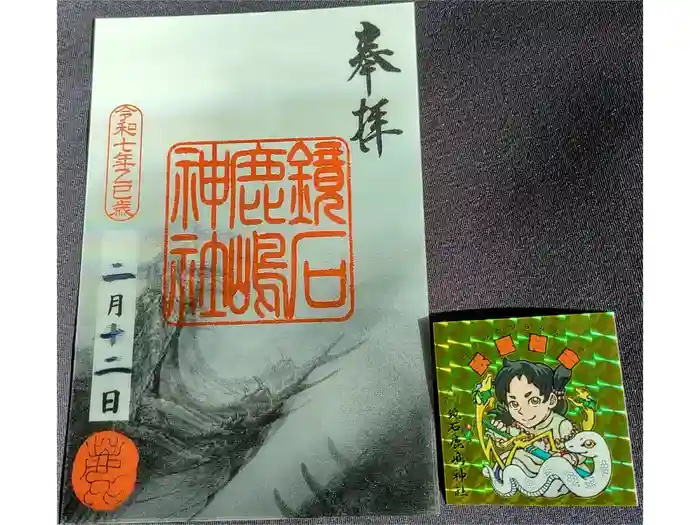 奉拝
鏡石
鹿嶋
神社
令和七年乙巳歳
二月十二日
鏡石鹿嶋神社